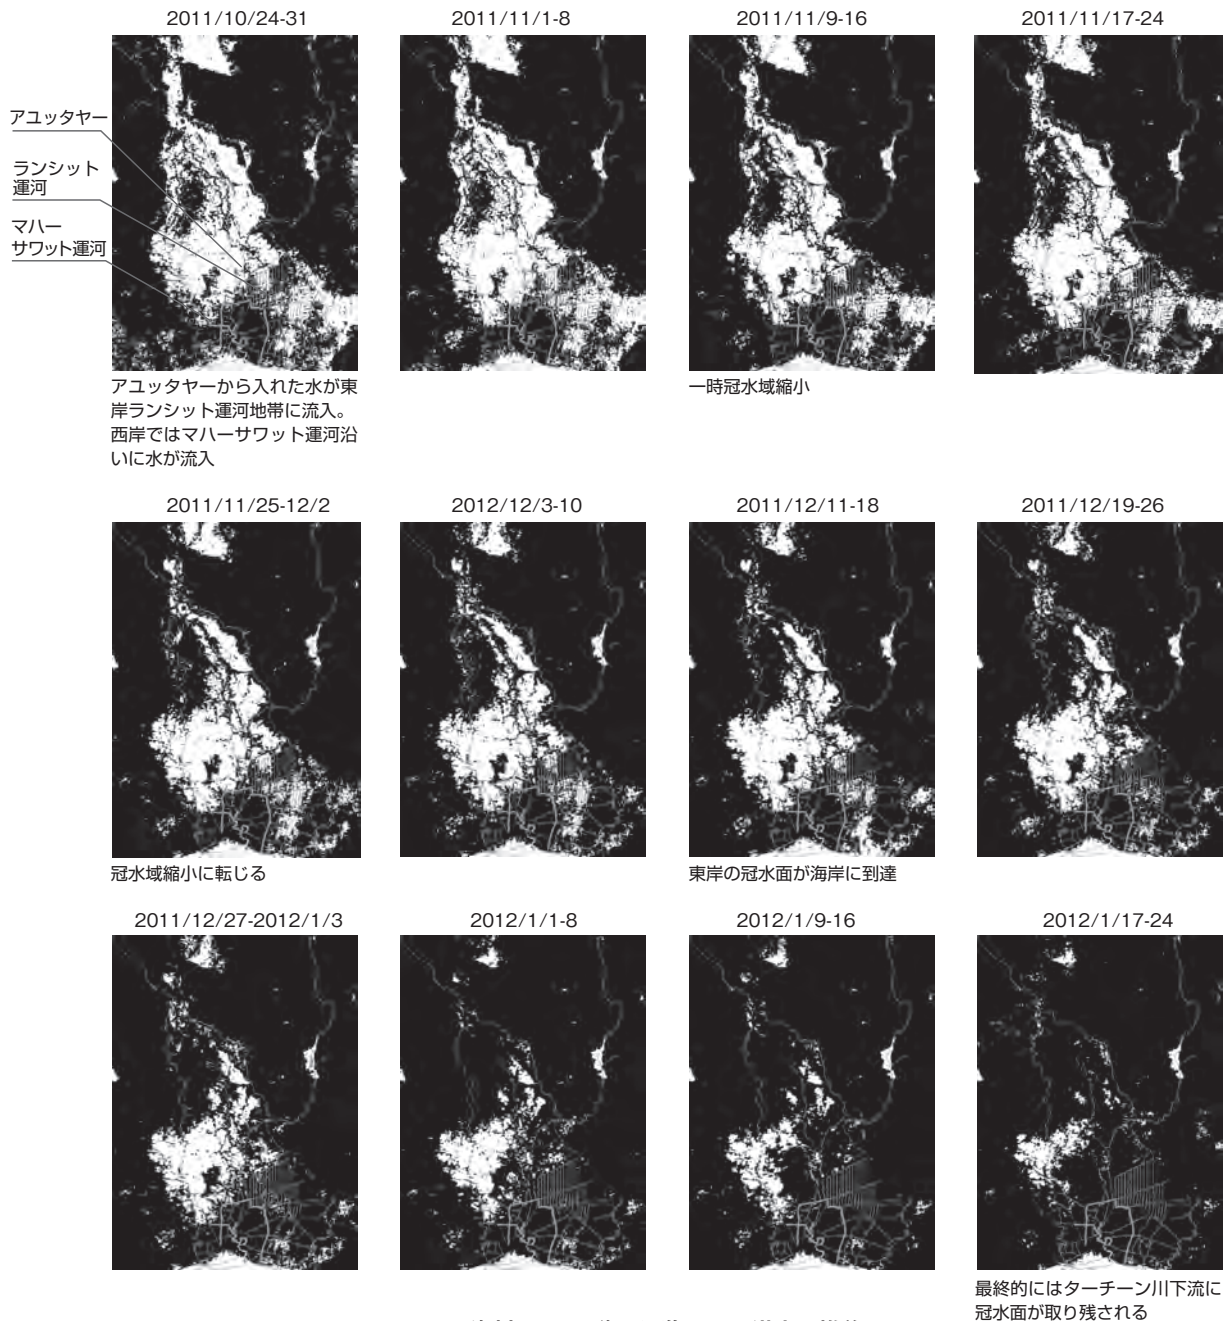 2011/10/24-31
2011/11/1-8
2011/11/9-16
2011/11/17-24
アユッタヤー
ランシット
運河
マハー
サワット運河
アユッタヤーから入れた水が東
岸ランシット運河地帯に流入。
西岸ではマハーサワット運河沿
いに水が流入
一時冠水域縮小
2011/11/25-12/2
2012/12/3-10
2011/12/11-18
2011/12/19-26
冠水域縮小に転じる
東岸の冠水面が海岸に到達
2011/12/27-2012/1/3
2012/1/1-8
2012/1/9-16
2012/1/17-24
最終的にはターチーン川下流に
冠水面が取り残される